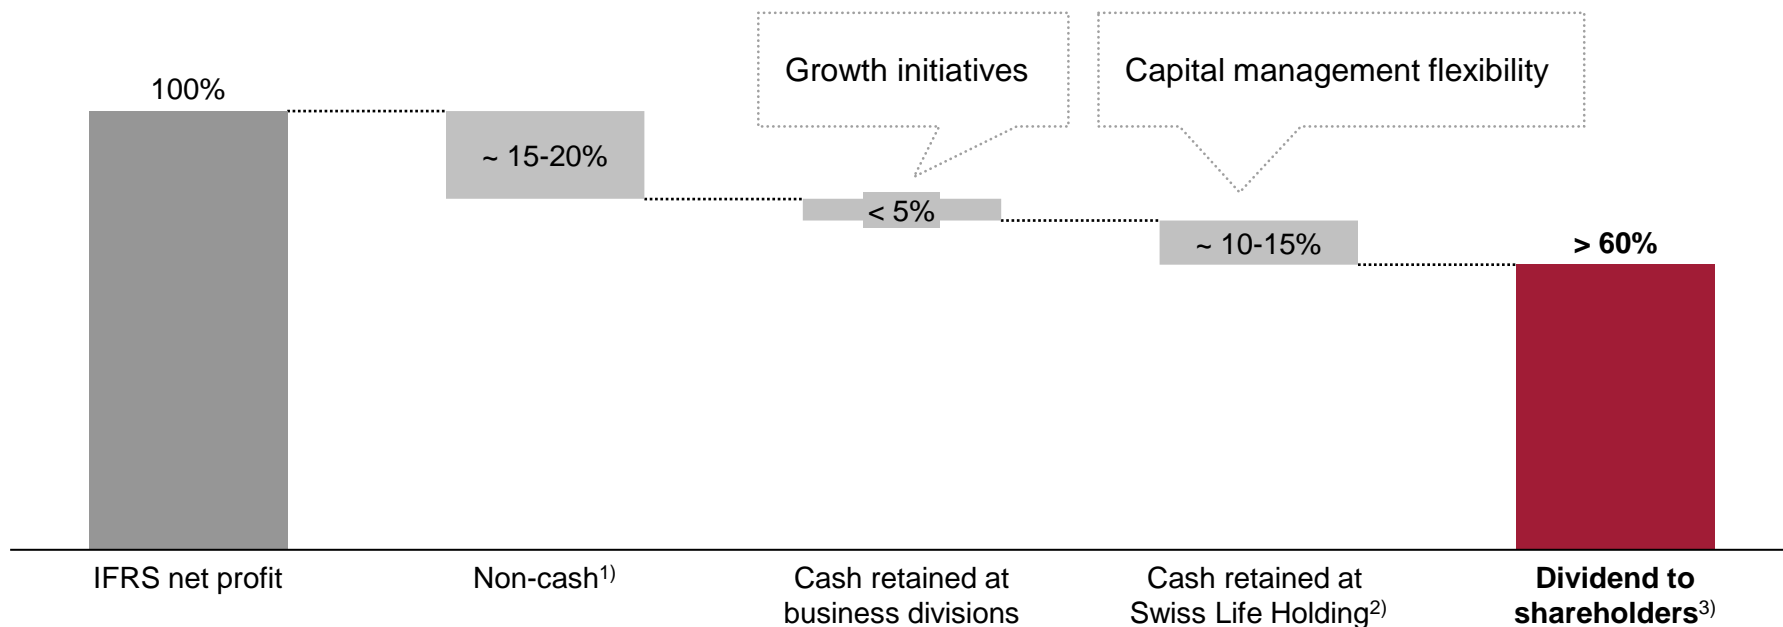 Growth initiatives
Capital management flexibility
100%
~ 15-20%
< 5%
~ 10-15%
> 60%
IFRS net profit
Non-cash1)
Cash retained at
business divisions
Cash retained at
Swiss Life Holding2)
Dividend to
shareholders3)